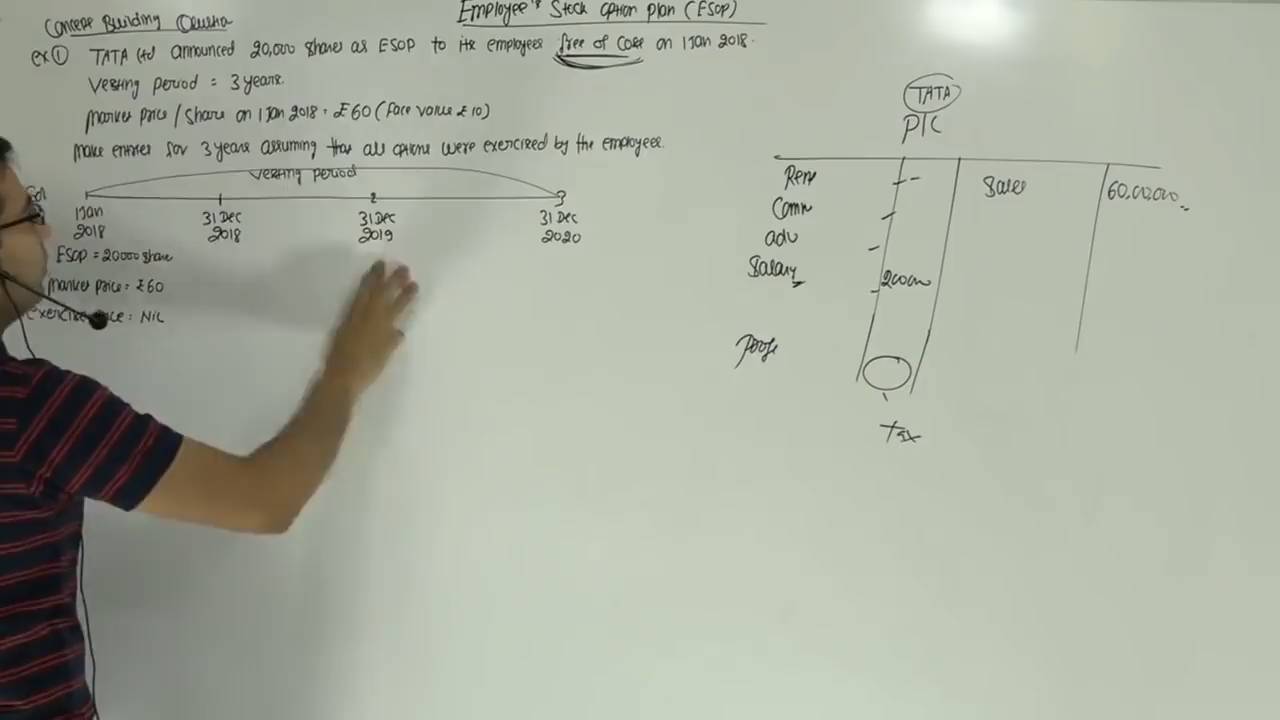 Employee's Stock option plan (ESOP)
Concept Building Question
ex① TATA Ltd announced 20,000 shares as ESOP to its employees free of cost on 1 Jan 2018.
Vesting period = 3 years.
Market price / Share on 1 Jan 2018 = ₹60 (Face value ₹10)
Make entries for 3 years assuming that all options were exercised by the employees.
Vesting period
2 3
1 Jan 2018
31 Dec 2018
31 Dec 2019
31 Dec 2020
ESOP = 20000 share
Market price = ₹60
exercise price = NIL
TATA
P/L
Sales 60,00,000
Comm
adv
Salary
Tax